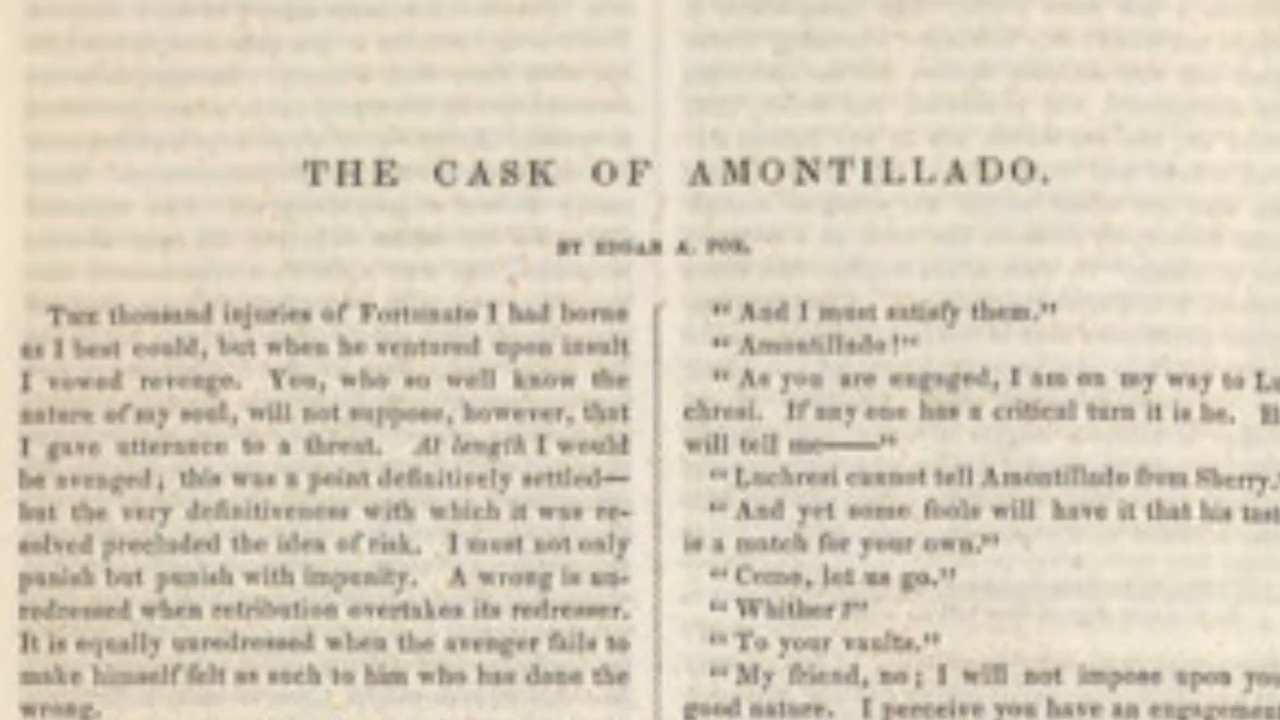 THE CASK OF AMONTILLADO.
BY EDGAR A. POE.
The thousand injuries of Fortunato I had borne
as I best could, but when he ventured upon insult
I vowed revenge. You, who so well know the
nature of my soul, will not suppose, however, that
I gave utterance to a threat. At length I would
be avenged; this was a point definitively settled—
but the very definitiveness with which it was re-
solved precluded the idea of risk. I must not only
punish but punish with impunity. A wrong is un-
redressed when retribution overtakes its redresser.
It is equally unredressed when the avenger fails to
make himself felt as such to him who has done the
wrong.
"And I must satisfy them."
"Amontillado!"
"As you are engaged, I am on my way to Lu
chresi. If any one has a critical turn it is he. H
will tell me——"
"Luchresi cannot tell Amontillado from Sherry."
"And yet some fools will have it that his tast
is a match for your own."
"Come, let us go."
"Whither?"
"To your vaults."
"My friend, no; I will not impose upon you
good nature. I perceive you have an engagemen